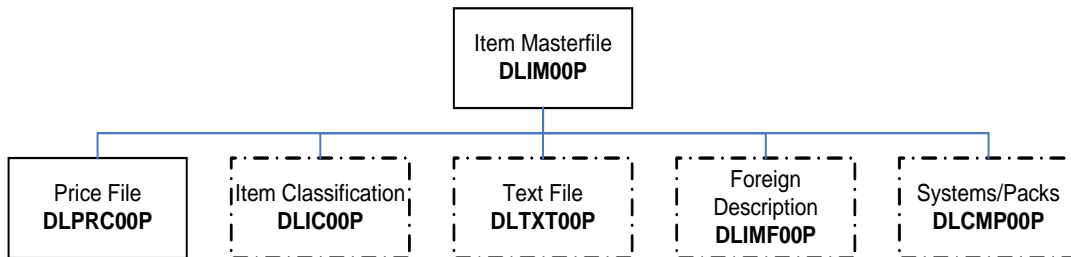 Item Masterfile
DLIM00P
Price File
DLPRC00P
Item Classification
DLIC00P
Text File
DLTXT00P
Foreign
Description
DLIMF00P
Systems/Packs
DLCMP00P